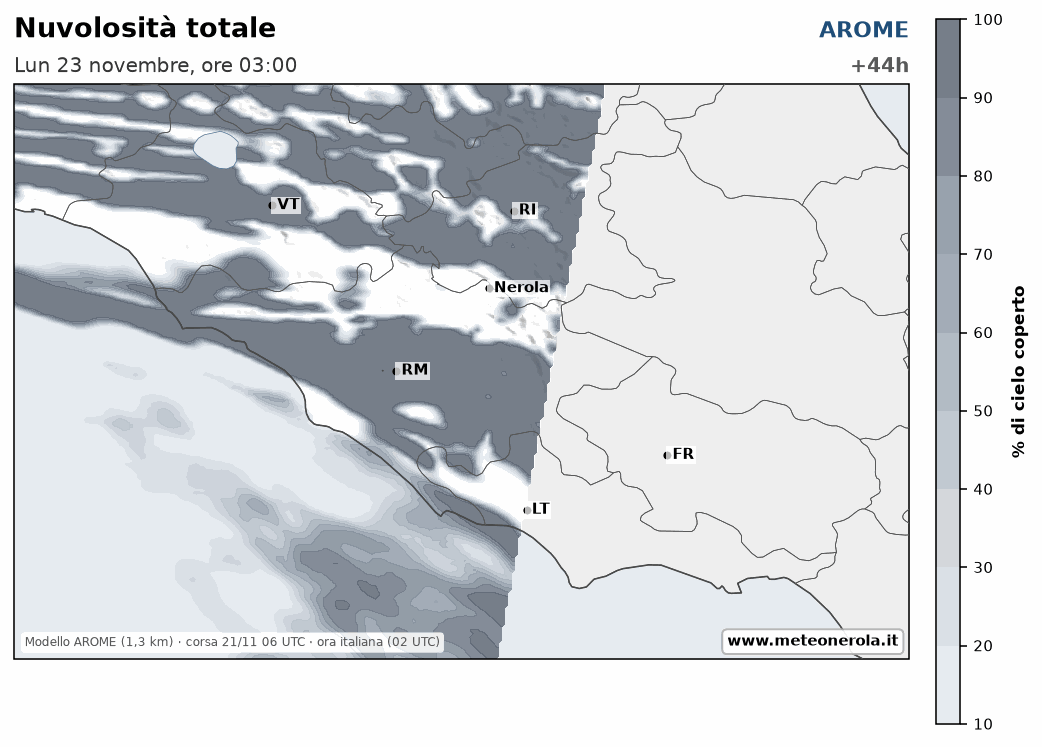 Nuvolosità totale
AROME
Lun 23 novembre, ore 03:00
+44h
100
90
80
70
60
50
40
30
20
10
% di cielo coperto
VT
RI
Nerola
RM
FR
LT
Modello AROME (1,3 km) · corsa 21/11 06 UTC · ora italiana (02 UTC)
www.meteonerola.it